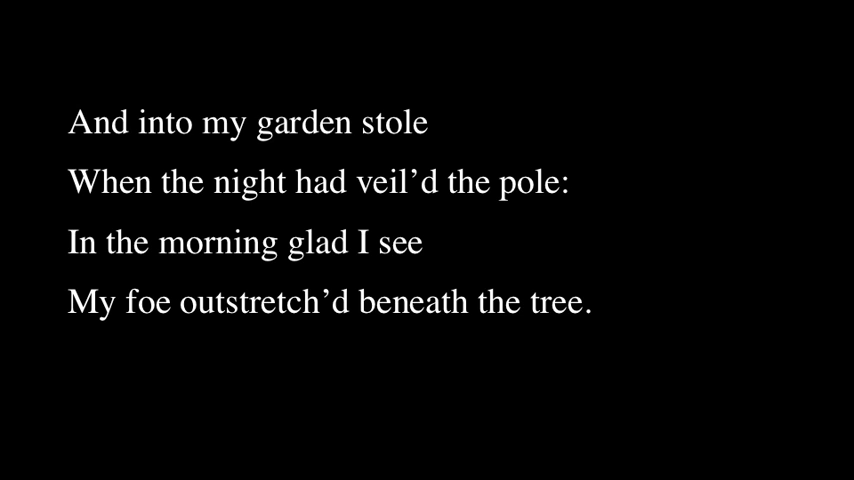 And into my garden stole
When the night had veil’d the pole:
In the morning glad I see
My foe outstretch’d beneath the tree.